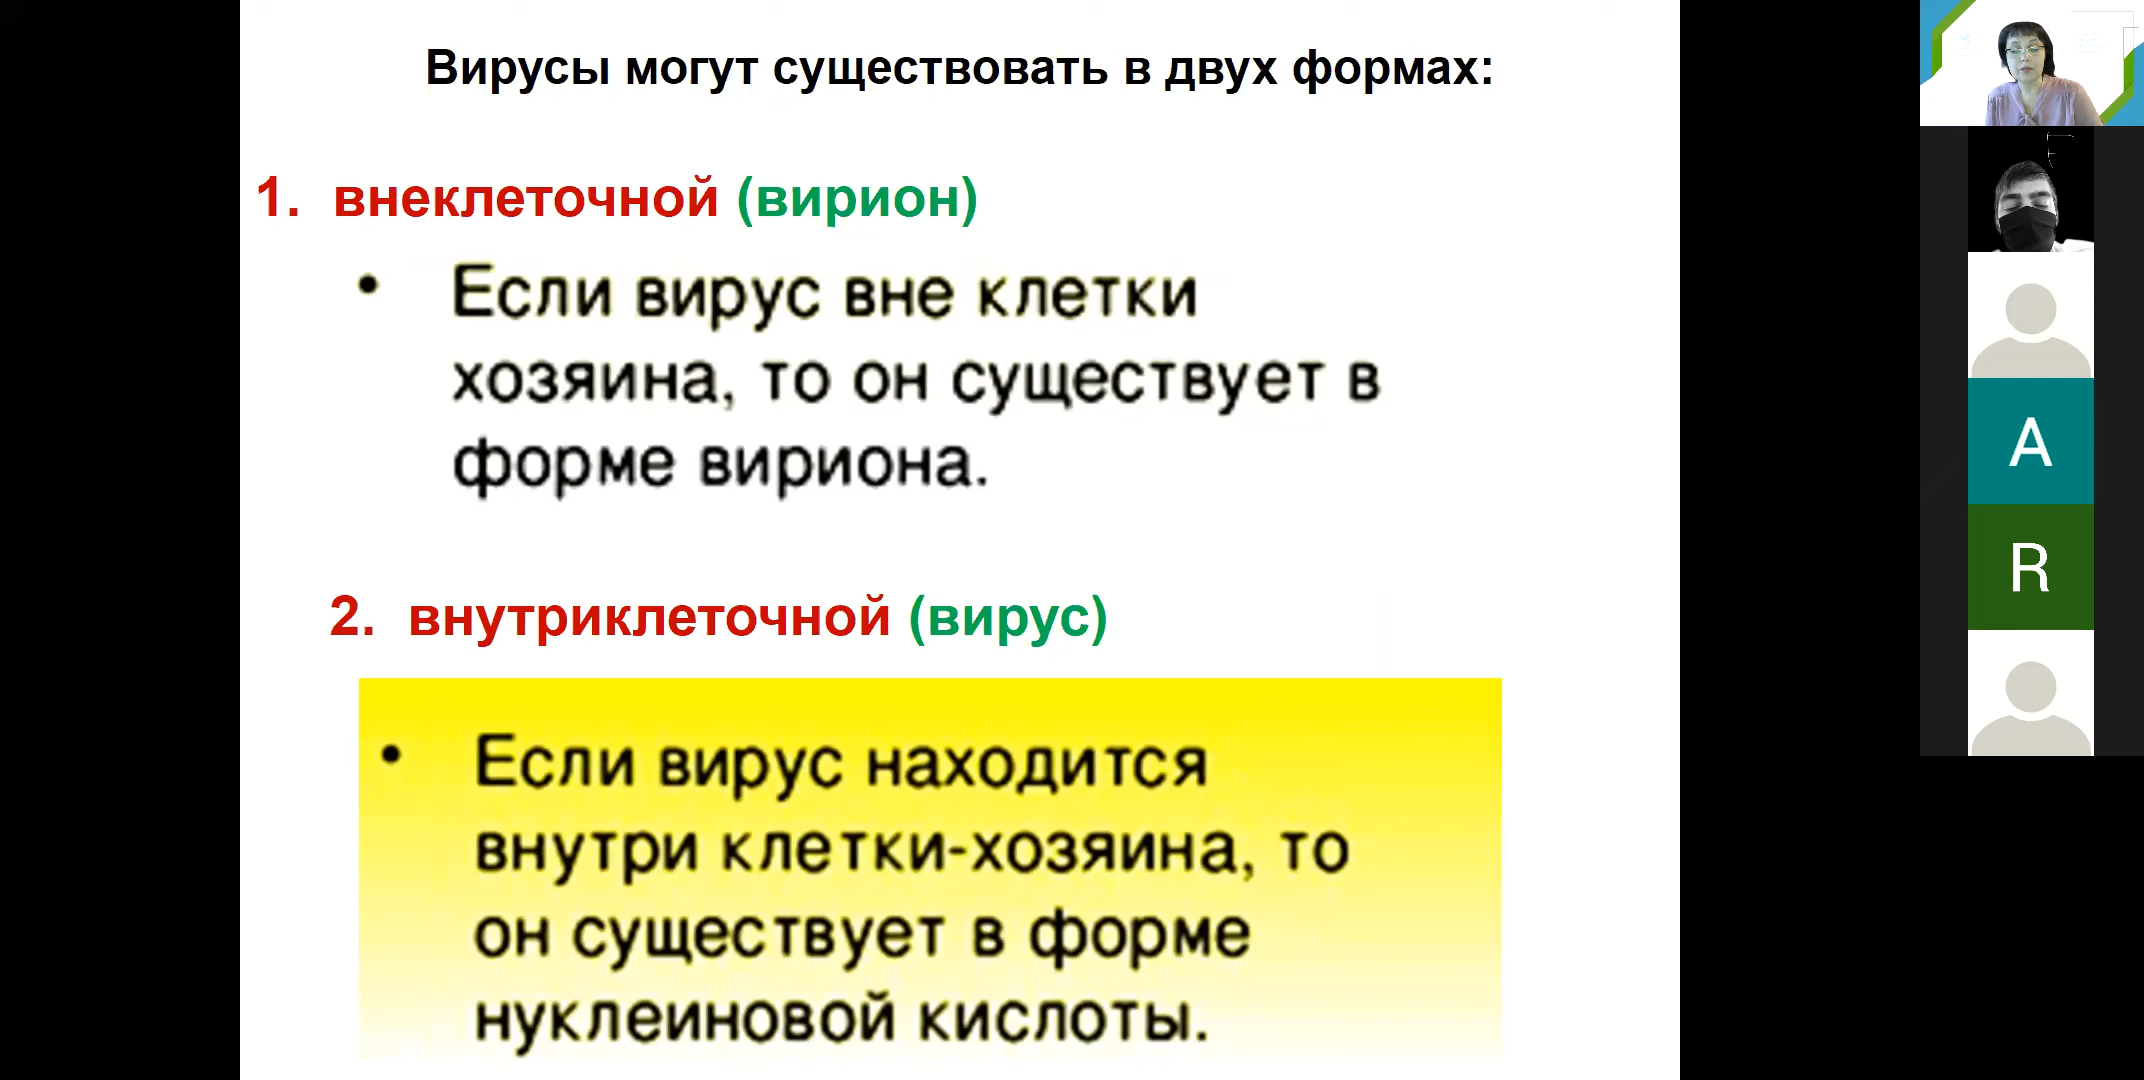 Вирусы могут существовать в двух формах:
1. внеклеточной (вирион)
• Если вирус вне клетки
хозяина, то он существует в
форме вириона.
2. внутриклеточной (вирус)
• Если вирус находится
внутри клетки-хозяина, то
он существует в форме
нуклеиновой кислоты.
A
R